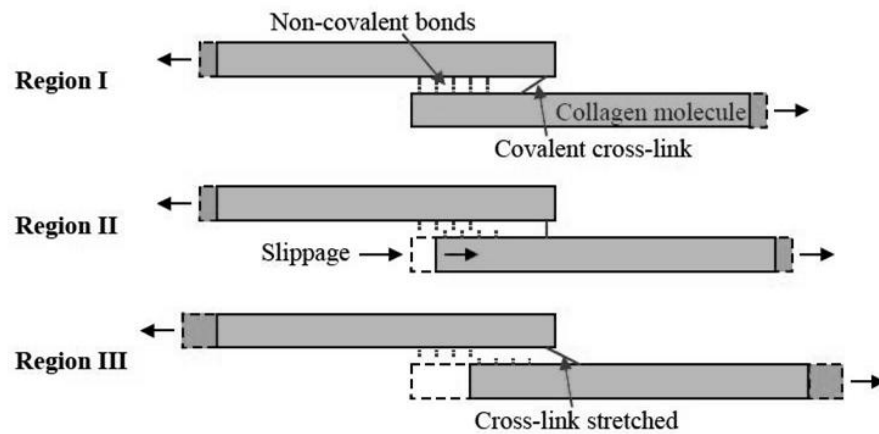 Non-covalent bonds
Region I
Collagen molecule
Covalent cross-link
Region II
Slippage
Region III
Cross-link stretched